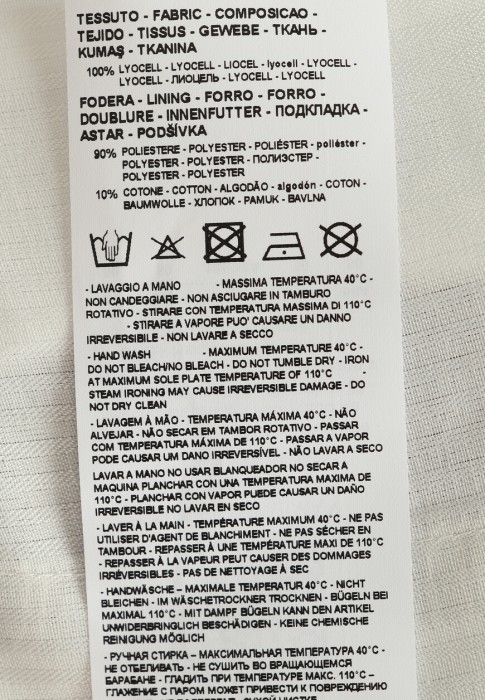 TESSUTO - FABRIC - COMPOSICAO -
TEJIDO - TISSUS - GEWEBE - ТКАНЬ -
KUMAŞ - TKANINA
100% LYOCELL - LYOCELL - LIOCEL - lyocell - LYOCELL -
LYOCELL - ЛИОЦЕЛЬ - LYOCELL - LYOCELL
FODERA - LINING - FORRO - FORRO -
DOUBLURE - INNENFUTTER - ПОДКЛАДКА -
ASTAR - PODŠÍVKA
90% POLIESTERE - POLYESTER - POLIÉSTER - poliéster -
POLYESTER - POLYESTER - ПОЛИЭСТЕР -
POLYESTER - POLYESTER
10% COTONE - COTTON - ALGODÃO - algodón - COTON -
BAUMWOLLE - ХЛОПОК - PAMUK - BAVLNA
- LAVAGGIO A MANO - MASSIMA TEMPERATURA 40°C -
NON CANDEGGIARE - NON ASCIUGARE IN TAMBURO
ROTATIVO - STIRARE CON TEMPERATURA MASSIMA DI 110°C
- STIRARE A VAPORE PUO' CAUSARE UN DANNO
IRREVERSIBILE - NON LAVARE A SECCO
- HAND WASH - MAXIMUM TEMPERATURE 40°C -
DO NOT BLEACH/NO BLEACH - DO NOT TUMBLE DRY - IRON
AT MAXIMUM SOLE PLATE TEMPERATURE OF 110°C -
STEAM IRONING MAY CAUSE IRREVERSIBLE DAMAGE - DO
NOT DRY CLEAN
- LAVAGEM À MÃO - TEMPERATURA MÁXIMA 40°C - NÃO
ALVEJAR - NÃO SECAR EM TAMBOR ROTATIVO - PASSAR
COM TEMPERATURA MÁXIMA DE 110°C - PASSAR A VAPOR
PODE CAUSAR UM DANO IRREVERSÍVEL - NÃO LAVAR A SECO
LAVAR A MANO NO USAR BLANQUEADOR NO SECAR A
MAQUINA PLANCHAR CON UNA TEMPERATURA MAXIMA DE
110°C - PLANCHAR CON VAPOR PUEDE CAUSAR UN DAÑO
IRREVERSIBLE NO LAVAR EN SECO
- LAVER À LA MAIN - TEMPÉRATURE MAXIMUM 40°C - NE PAS
UTILISER D'AGENT DE BLANCHIMENT - NE PAS SÉCHER EN
TAMBOUR - REPASSER À UNE TEMPÉRATURE MAXI DE 110°C
- REPASSER À LA VAPEUR PEUT CAUSER DES DOMMAGES
IRRÉVERSIBLES - PAS DE NETTOYAGE À SEC
- HANDWÄSCHE – MAXIMALE TEMPERATUR 40°C - NICHT
BLEICHEN - IM WÄSCHETROCKNER TROCKNEN - BÜGELN BEI
MAXIMAL 110°C - MIT DAMPF BÜGELN KANN DEN ARTIKEL
UNWIDERBRINGLICH BESCHÄDIGEN - KEINE CHEMISCHE
REINIGUNG MÖGLICH
- РУЧНАЯ СТИРКА – МАКСИМАЛЬНАЯ ТЕМПЕРАТУРА 40°C -
НЕ ОТБЕЛИВАТЬ - НЕ СУШИТЬ ВО ВРАЩАЮЩЕМСЯ
БАРАБАНЕ - ГЛАДИТЬ ПРИ ТЕМПЕРАТУРЕ МАКС. 110°C –
ГЛАЖЕНИЕ С ПАРОМ МОЖЕТ ПРИВЕСТИ К ПОВРЕЖДЕНИЮ